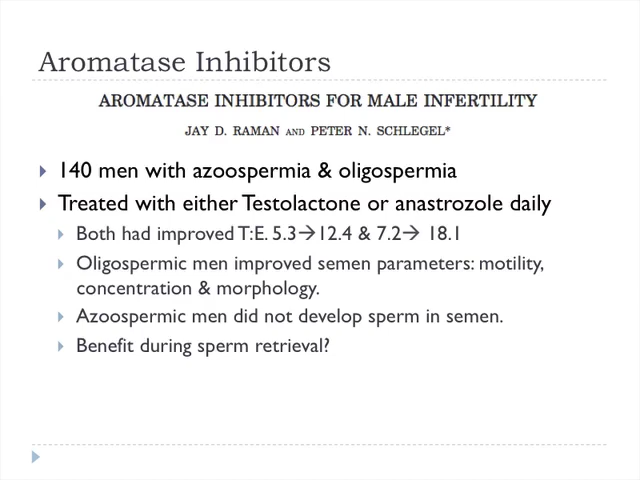 Aromatase Inhibitors
AROMATASE INHIBITORS FOR MALE INFERTILITY
JAY D. RAMAN AND PETER N. SCHLEGEL*
140 men with azoospermia & oligospermia
Treated with either Testolactone or anastrozole daily
Both had improved T:E. 5.3→12.4 & 7.2→ 18.1
Oligospermic men improved semen parameters: motility,
concentration & morphology.
Azoospermic men did not develop sperm in semen.
Benefit during sperm retrieval?